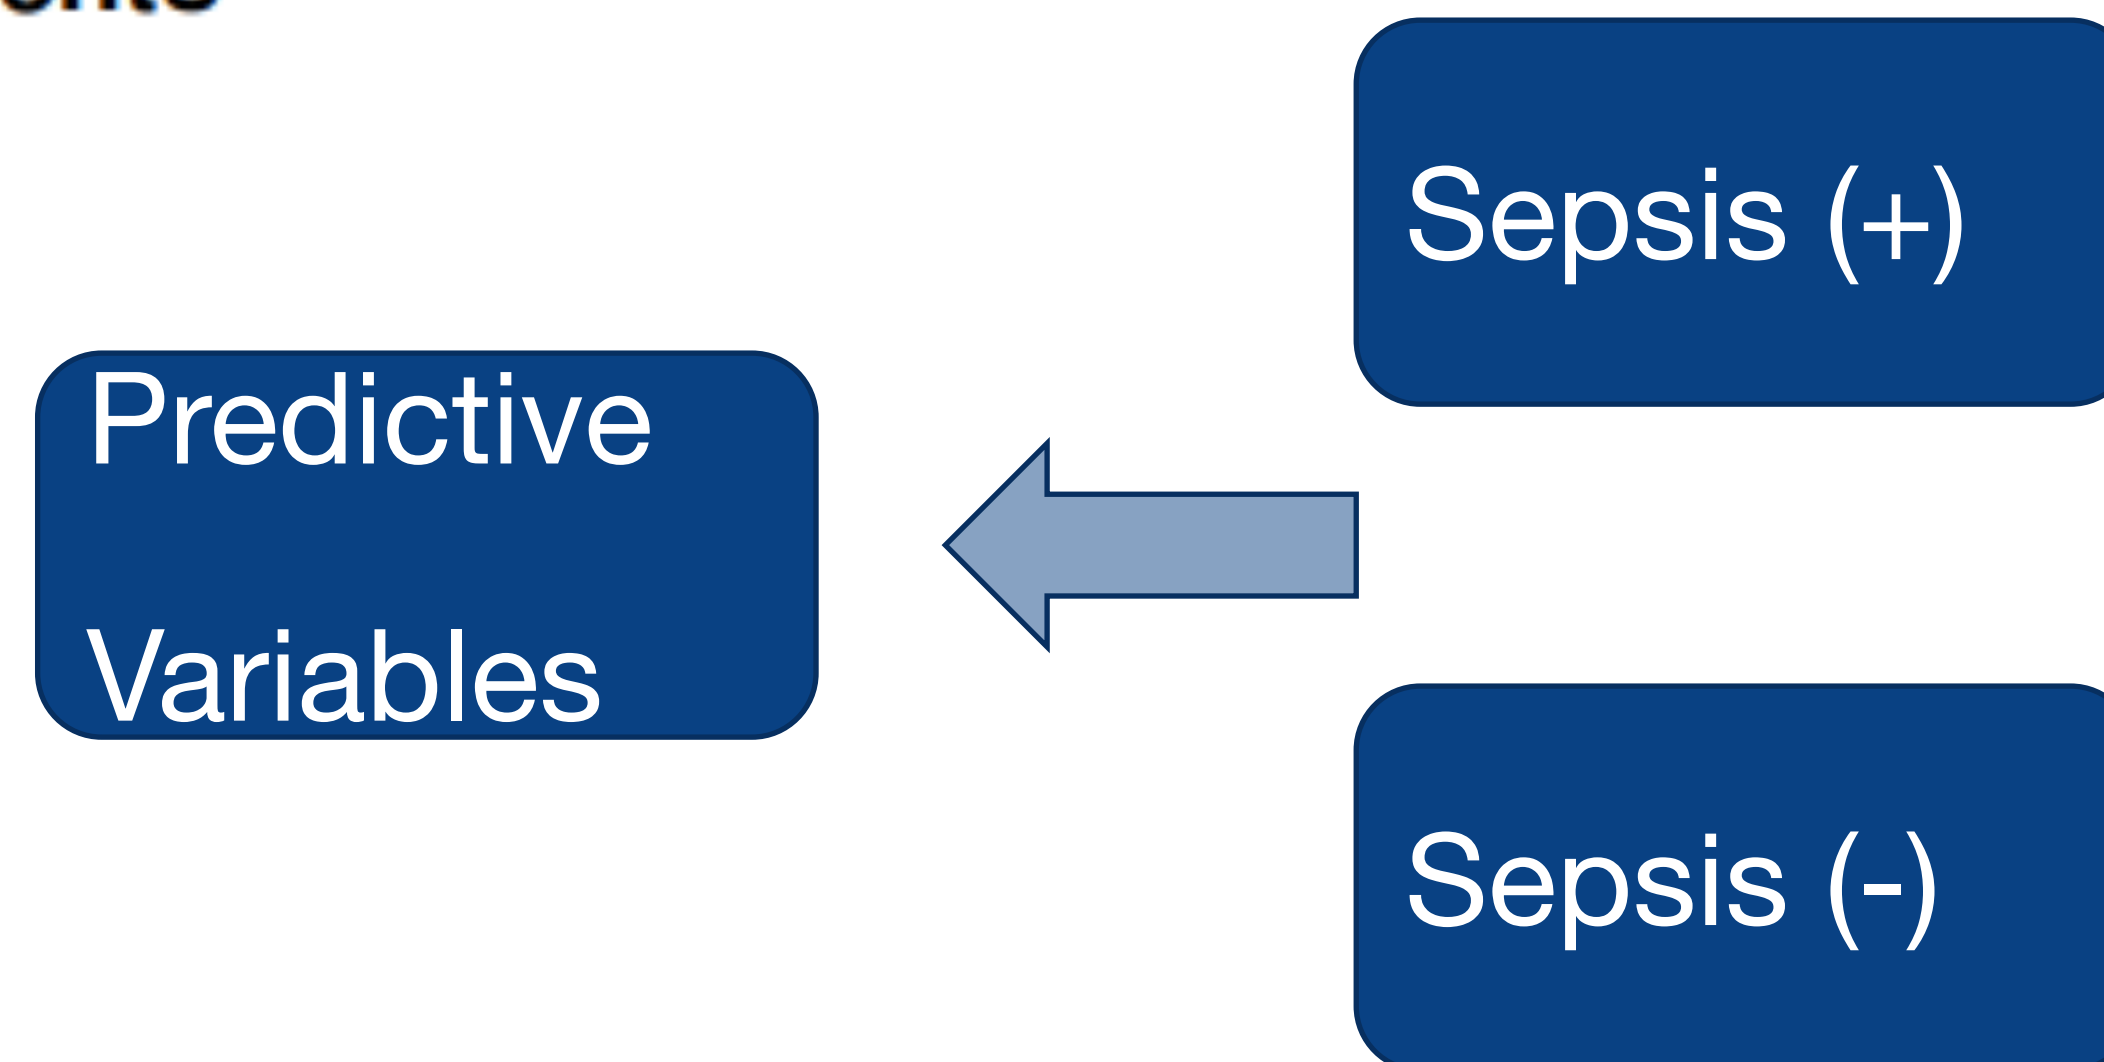 Sepsis (+)
Predictive
Variables
Sepsis (-)